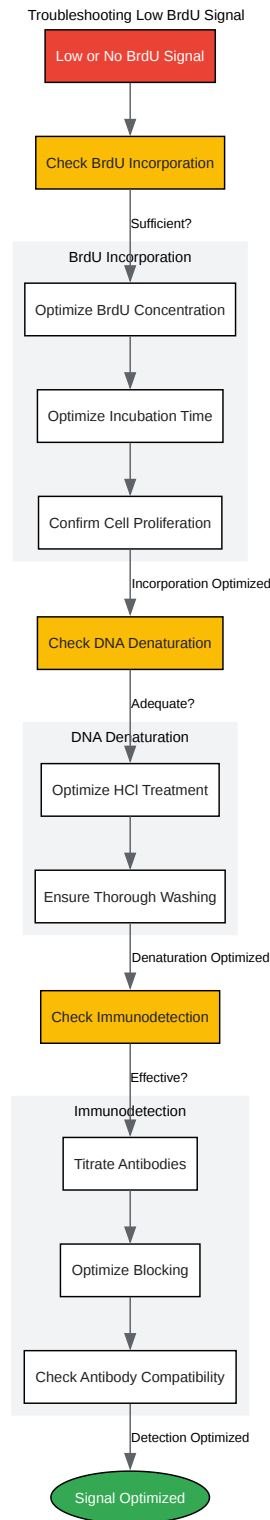 Troubleshooting Low BrdU Signal
Low or No BrdU Signal
Check BrdU Incorporation
Sufficient?
BrdU Incorporation
Optimize BrdU Concentration
Optimize Incubation Time
Confirm Cell Proliferation
Incorporation Optimized
Check DNA Denaturation
Adequate?
DNA Denaturation
Optimize HCl Treatment
Ensure Thorough Washing
Denaturation Optimized
Check Immunodetection
Effective?
Immunodetection
Titrate Antibodies
Optimize Blocking
Check Antibody Compatibility
Detection Optimized
Signal Optimized